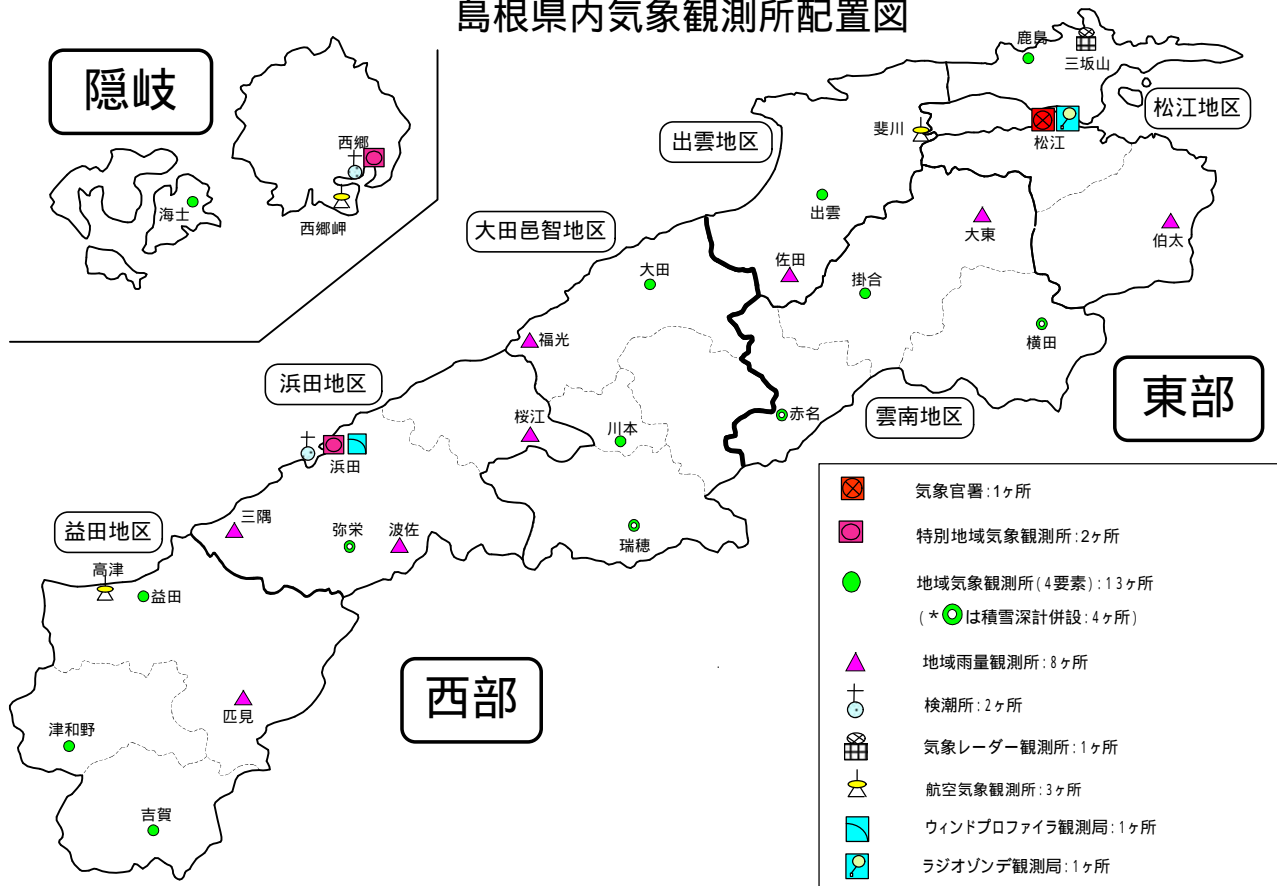 島根県内気象観測所配置図
隠岐
西郷
海士
西郷岬
鹿島
三坂山
松江地区
斐川
松江
出雲地区
出雲
大東
伯太
佐田
掛合
横田
大田邑智地区
大田
福光
東部
赤名
雲南地区
浜田地区
桜江
川本
浜田
三隅
弥栄
波佐
瑞穂
益田地区
高津
益田
西部
匹見
津和野
吉賀
気象官署:1ヶ所
特別地域気象観測所:2ヶ所
地域気象観測所(4要素):13ヶ所
(*◎は積雪深計併設:4ヶ所)
地域雨量観測所:8ヶ所
検潮所:2ヶ所
気象レーダー観測所:1ヶ所
航空気象観測所:3ヶ所
ウィンドプロファイラ観測局:1ヶ所
ラジオゾンデ観測局:1ヶ所